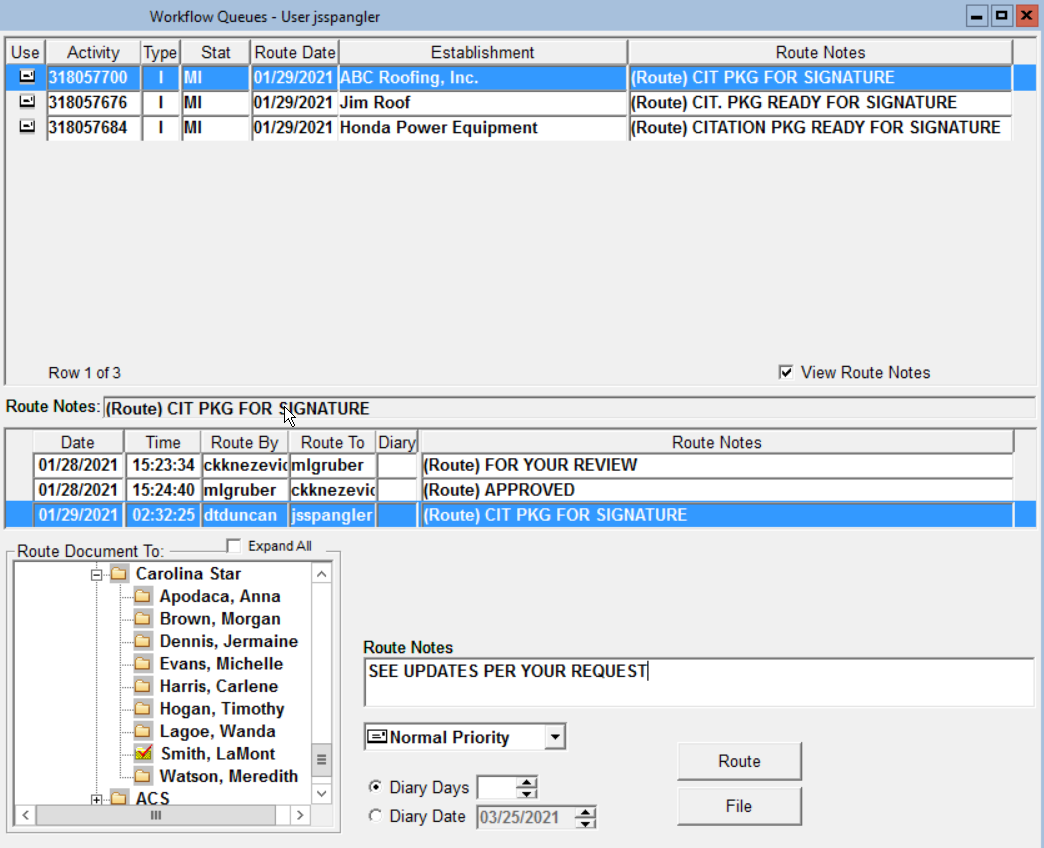 Workflow Queues - User jsspangler
Use Activity Type Stat Route Date Establishment Route Notes
318057700 I MI 01/29/2021 ABC Roofing, Inc. (Route) CIT PKG FOR SIGNATURE
318057676 I MI 01/29/2021 Jim Roof (Route) CIT. PKG READY FOR SIGNATURE
318057684 I MI 01/29/2021 Honda Power Equipment (Route) CITATION PKG READY FOR SIGNATURE
Row 1 of 3 View Route Notes
Route Notes: (Route) CIT PKG FOR SIGNATURE
Date Time Route By Route To Diary Route Notes
01/28/2021 15:23:34 ckknezevic mlgruber (Route) FOR YOUR REVIEW
01/28/2021 15:24:40 mlgruber ckknezevic (Route) APPROVED
01/29/2021 02:32:25 dtduncan jsspangler (Route) CIT PKG FOR SIGNATURE
Route Document To: Expand All
Carolina Star
Apodaca, Anna
Brown, Morgan
Dennis, Jermaine
Evans, Michelle
Harris, Carlene
Hogan, Timothy
Lagoe, Wanda
Smith, LaMont
Watson, Meredith
ACS
Route Notes
SEE UPDATES PER YOUR REQUEST
Normal Priority
Diary Days
Diary Date 03/25/2021
Route
File